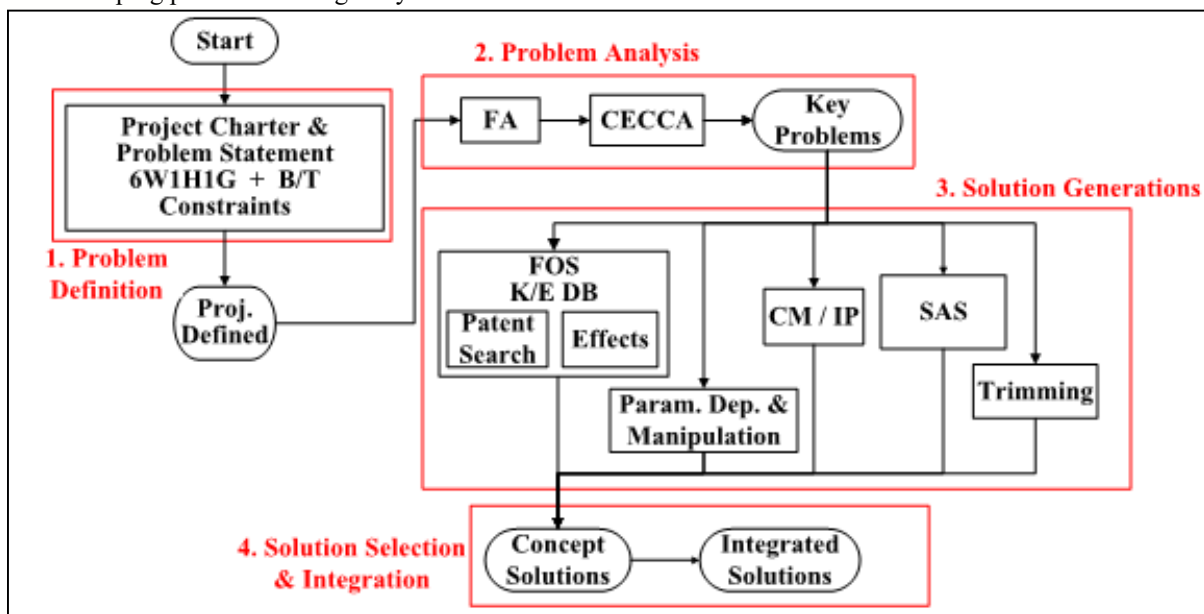 Start
Project Charter &
Problem Statement
6W1H1G + B/T
Constraints
1. Problem
Definition
Proj.
Defined
2. Problem Analysis
FA
CECCA
Key
Problems
3. Solution Generations
FOS
K/E DB
Patent
Search
Effects
Param. Dep. &
Manipulation
CM / IP
SAS
Trimming
4. Solution Selection
& Integration
Concept
Solutions
Integrated
Solutions